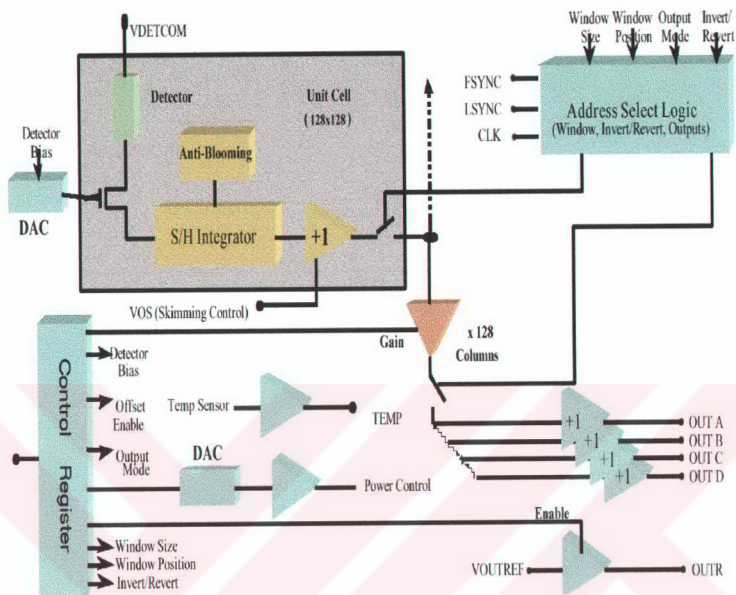 VDETCOM
Window Size
Window Position
Output Mode
Invert/ Revert
Detector
Unit Cell
(128x128)
FSYNC
LSYNC
CLK
Address Select Logic
(Window, Invert/Revert, Outputs)
Detector
Bias
Anti-Blooming
DAC
S/H Integrator
+1
VOS (Skimming Control)
Gain
x 128
Columns
Control Register
Detector
Bias
Offset
Enable
Output
Mode
Temp Sensor
TEMP
DAC
Power Control
+1
OUT A
+1
OUT B
+1
OUT C
+1
OUT D
Enable
Window Size
Window Position
Invert/Revert
VOUTREF
OUTR